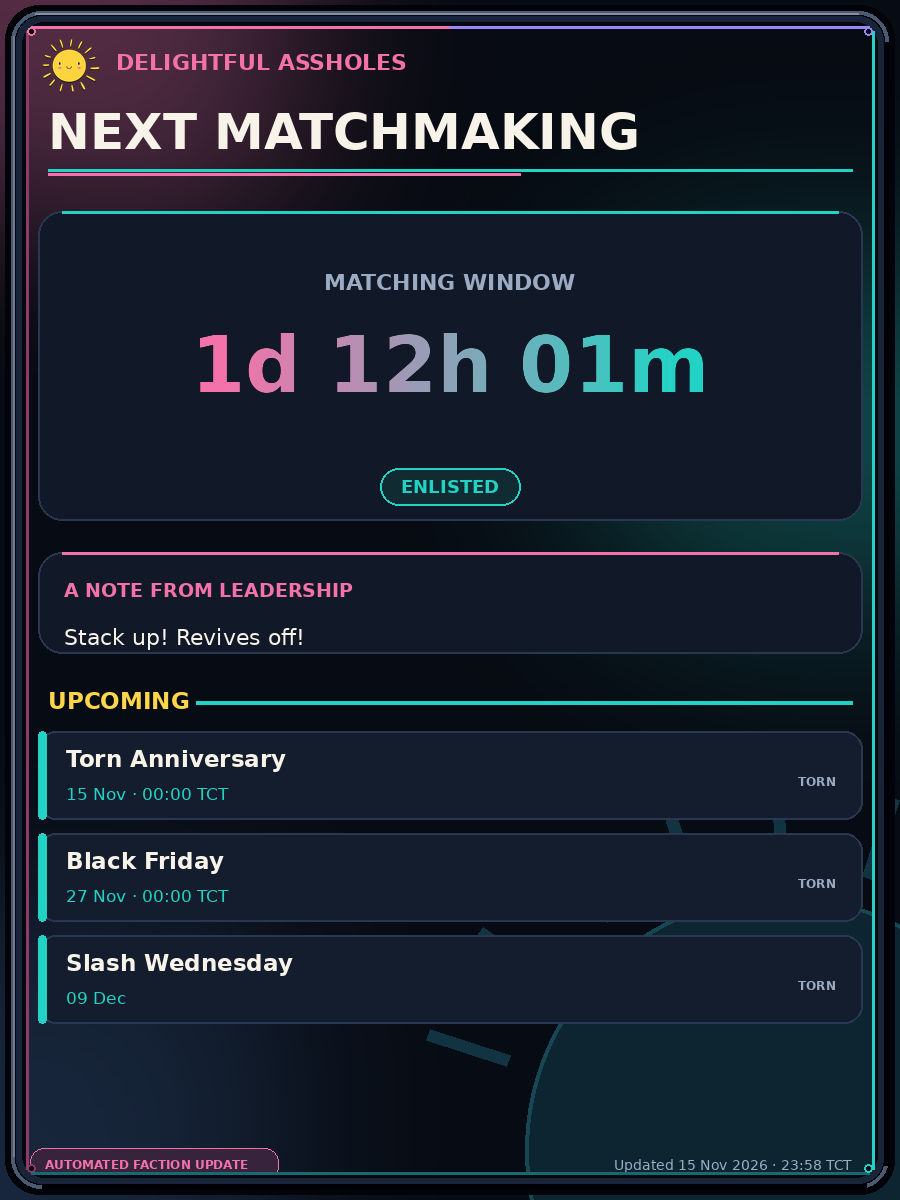 DELIGHTFUL ASSHOLES
NEXT MATCHMAKING
MATCHING WINDOW
1d 12h 01m
ENLISTED
A NOTE FROM LEADERSHIP
Stack up! Revives off!
UPCOMING
Torn Anniversary
15 Nov · 00:00 TCT
TORN
Black Friday
27 Nov · 00:00 TCT
TORN
Slash Wednesday
09 Dec
TORN
AUTOMATED FACTION UPDATE
Updated 15 Nov 2026 · 23:58 TCT